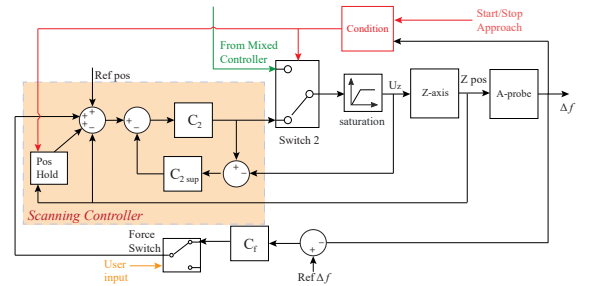 Start/Stop
Approach
Condition
From Mixed
Controller
Ref pos
+
+
+
−
+
−
C2
Switch 2
saturation
Uz
Z-axis
Z pos
A-probe
Δf
Pos
Hold
C2 sup
+
−
Scanning Controller
Force
Switch
User
input
Cf
−
+
Ref Δf